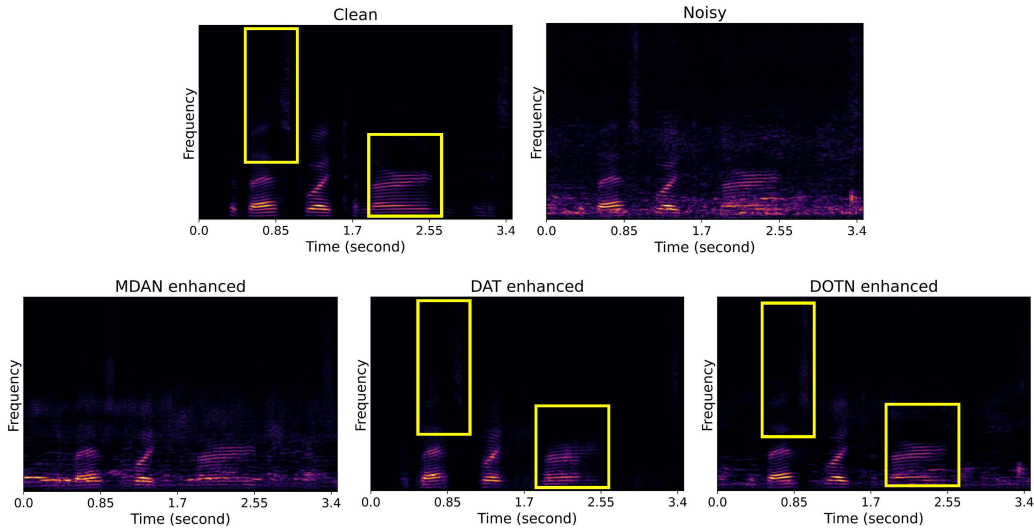 Clean
Noisy
Frequency
Frequency
0.0 0.85 1.7 2.55 3.4
0.0 0.85 1.7 2.55 3.4
Time (second)
Time (second)
MDAN enhanced
DAT enhanced
DOTN enhanced
Frequency
Frequency
Frequency
0.0 0.85 1.7 2.55 3.4
0.0 0.85 1.7 2.55 3.4
0.0 0.85 1.7 2.55 3.4
Time (second)
Time (second)
Time (second)